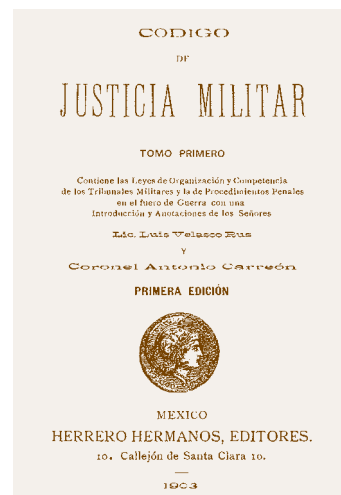 CODIGO
DE
JUSTICIA MILITAR
TOMO PRIMERO
Contiene las Leyes de Organización y Competencia
de los Tribunales Militares y la de Procedimientos Penales
en el fuero de Guerra con una
Introducción y Anotaciones de los Señores
Lic. Luis Velasco Rus
Y
Coronel Antonio Carreón
PRIMERA EDICIÓN
MEXICO
HERRERO HERMANOS, EDITORES.
10. Callejón de Santa Clara 10.
1903